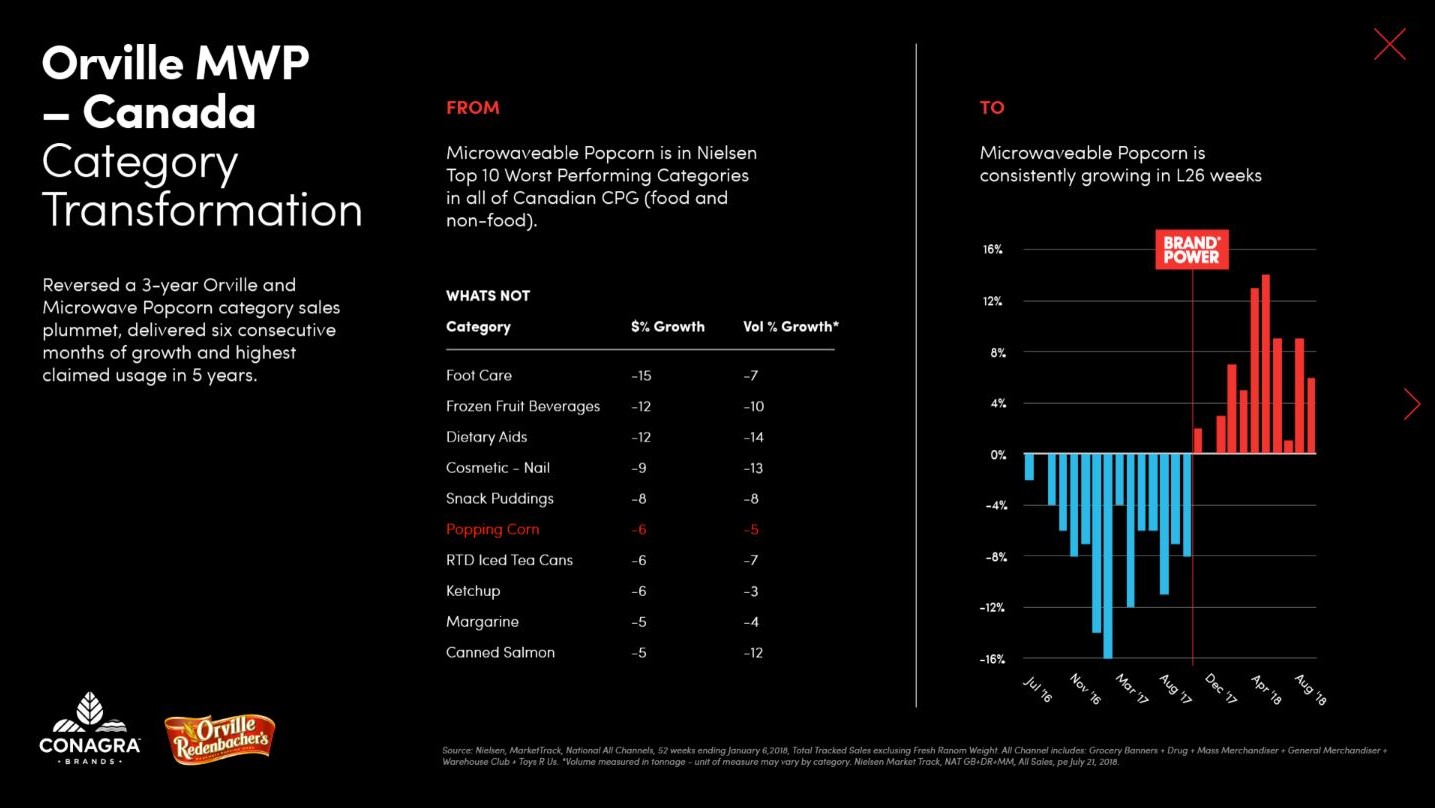 Orville MWP
– Canada
Category
Transformation
Reversed a 3-year Orville and
Microwave Popcorn category sales
plummet, delivered six consecutive
months of growth and highest
claimed usage in 5 years.
CONAGRA
• BRANDS •
Orville
Redenbacher's
FROM
Microwaveable Popcorn is in Nielsen
Top 10 Worst Performing Categories
in all of Canadian CPG (food and
non-food).
WHATS NOT
Category $% Growth Vol % Growth*
Foot Care -15 -7
Frozen Fruit Beverages -12 -10
Dietary Aids -12 -14
Cosmetic - Nail -9 -13
Snack Puddings -8 -8
Popping Corn -6 -5
RTD Iced Tea Cans -6 -7
Ketchup -6 -3
Margarine -5 -4
Canned Salmon -5 -12
TO
Microwaveable Popcorn is
consistently growing in L26 weeks
BRAND
POWER
16%
12%
8%
4%
0%
-4%
-8%
-12%
-16%
Jul '16 Nov '16 Mar '17 Aug '17 Dec '17 Apr '18 Aug '18
Source: Nielsen, MarketTrack, National All Channels, 52 weeks ending January 6,2018, Total Tracked Sales excluding Fresh Ranom Weight. All Channel includes: Grocery Banners + Drug + Mass Merchandiser + General Merchandiser +
Warehouse Club + Toys R Us. *Volume measured in tonnage - unit of measure may vary by category. Nielsen Market Track, NAT GB+DR+MM, All Sales, pe July 21, 2018.